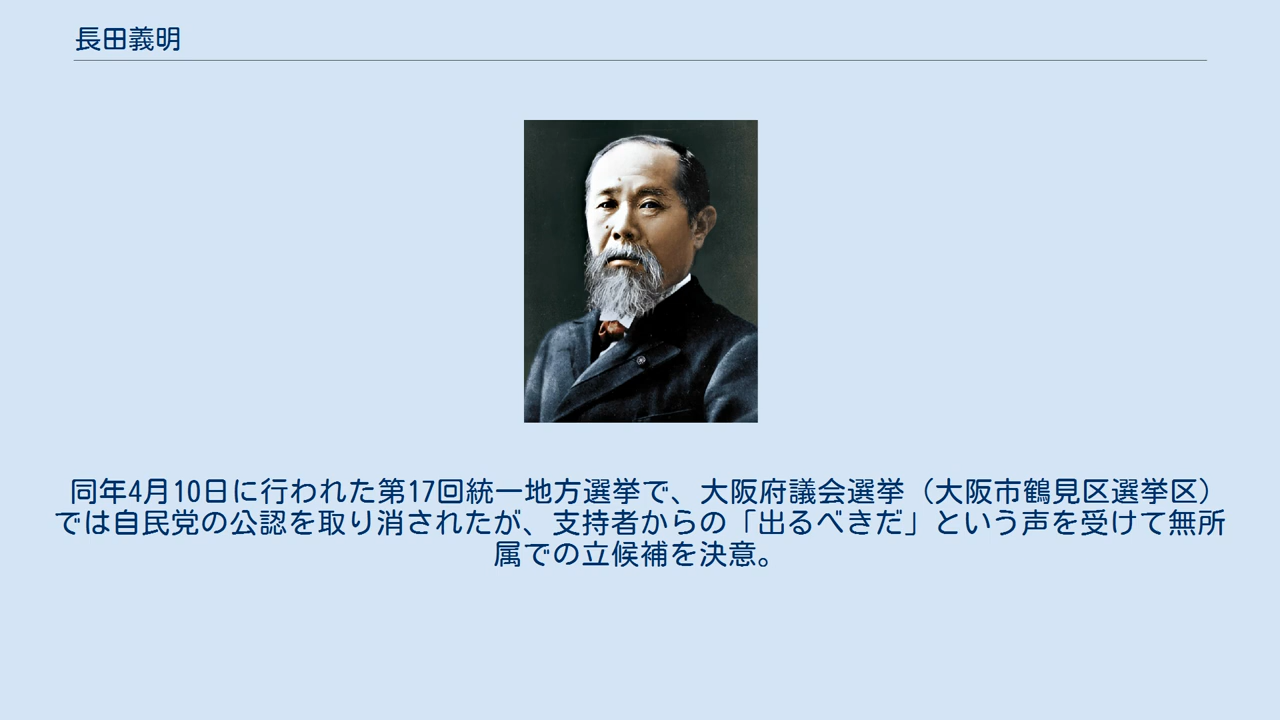 長田義明
同年4月10日に行われた第17回統一地方選挙で、大阪府議会選挙（大阪市鶴見区選挙区）
では自民党の公認を取り消されたが、支持者からの「出るべきだ」という声を受けて無所
属での立候補を決意。